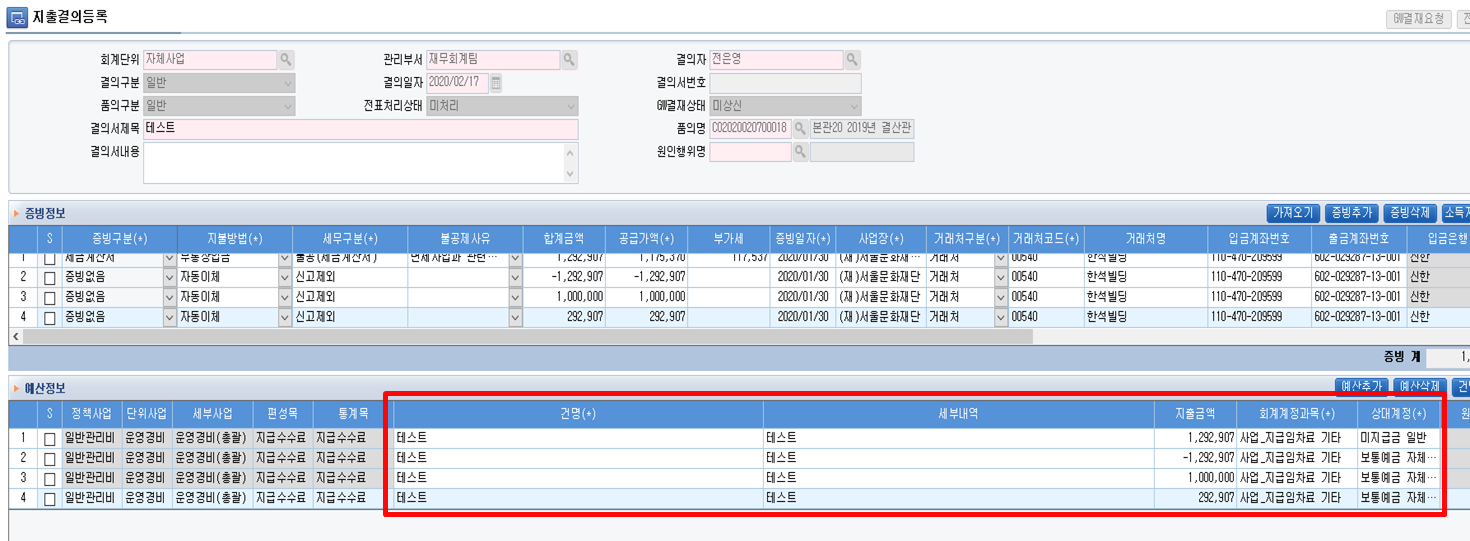 지출결의등록
GW결재요청 전
회계단위 자체사업 관리부서 재무회계팀 결의자 전은영
결의구분 일반 결의일자 2020/02/17 결의서번호
품의구분 일반 전표처리상태 미처리 GW결재상태 미상신
결의서제목 테스트 품의명 C02020020700018 본관20 2019년 결산관
결의서내용 원인행위명
증빙정보 가져오기 증빙추가 증빙삭제 소득자
S 증빙구분(*) 지불방법(*) 세무구분(*) 불공제사유 합계금액 공급가액(*) 부가세 증빙일자(*) 사업장(*) 거래처구분(*) 거래처코드(*) 거래처명 입금계좌번호 출금계좌번호 입금은행
1 세금계산서 무통장입금 불공(세금계산서) 면세사업과 관련… 1,292,907 1,175,370 117,537 2020/01/30 (재)서울문화재… 거래처 00540 한석빌딩 110-470-209599 602-029287-13-001 신한
2 증빙없음 자동이체 신고제외 -1,292,907 -1,292,907 2020/01/30 (재)서울문화재단 거래처 00540 한석빌딩 110-470-209599 602-029287-13-001 신한
3 증빙없음 자동이체 신고제외 1,000,000 1,000,000 2020/01/30 (재)서울문화재단 거래처 00540 한석빌딩 110-470-209599 602-029287-13-001 신한
4 증빙없음 자동이체 신고제외 292,907 292,907 2020/01/30 (재)서울문화재단 거래처 00540 한석빌딩 110-470-209599 602-029287-13-001 신한
증빙 계 1,
예산정보 예산추가 예산삭제 건
S 정책사업 단위사업 세부사업 편성목 통계목 건명(*) 세부내역 지출금액 회계계정과목(*) 상대계정(*) 원
1 일반관리비 운영경비 운영경비(총괄) 지급수수료 지급수수료 테스트 테스트 1,292,907 사업_지급임차료 기타 미지급금 일반
2 일반관리비 운영경비 운영경비(총괄) 지급수수료 지급수수료 테스트 테스트 -1,292,907 사업_지급임차료 기타 보통예금 자체…
3 일반관리비 운영경비 운영경비(총괄) 지급수수료 지급수수료 테스트 테스트 1,000,000 사업_지급임차료 기타 보통예금 자체…
4 일반관리비 운영경비 운영경비(총괄) 지급수수료 지급수수료 테스트 테스트 292,907 사업_지급임차료 기타 보통예금 자체…